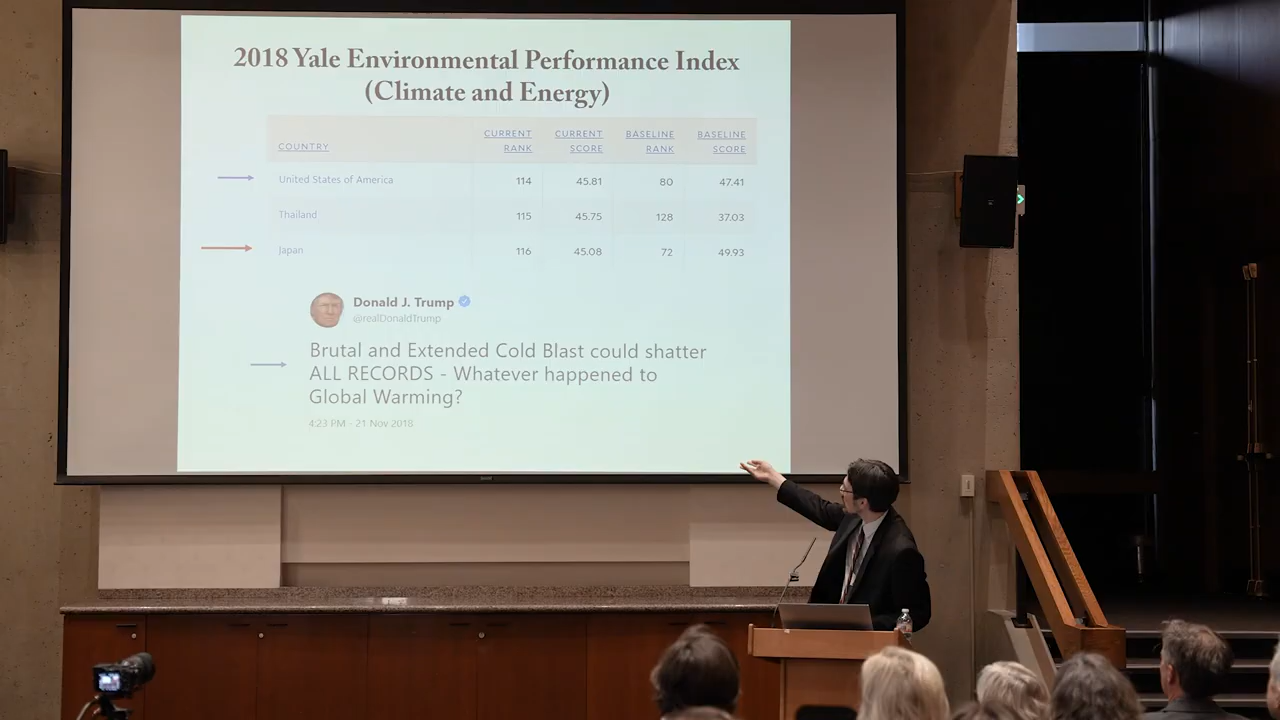 2018 Yale Environmental Performance Index
(Climate and Energy)
COUNTRY CURRENT RANK CURRENT SCORE BASELINE RANK BASELINE SCORE
United States of America 114 45.81 80 47.41
Thailand 115 45.75 128 37.03
Japan 116 45.08 72 49.93
Donald J. Trump
@realDonaldTrump
Brutal and Extended Cold Blast could shatter
ALL RECORDS - Whatever happened to
Global Warming?
4:23 PM - 21 Nov 2018